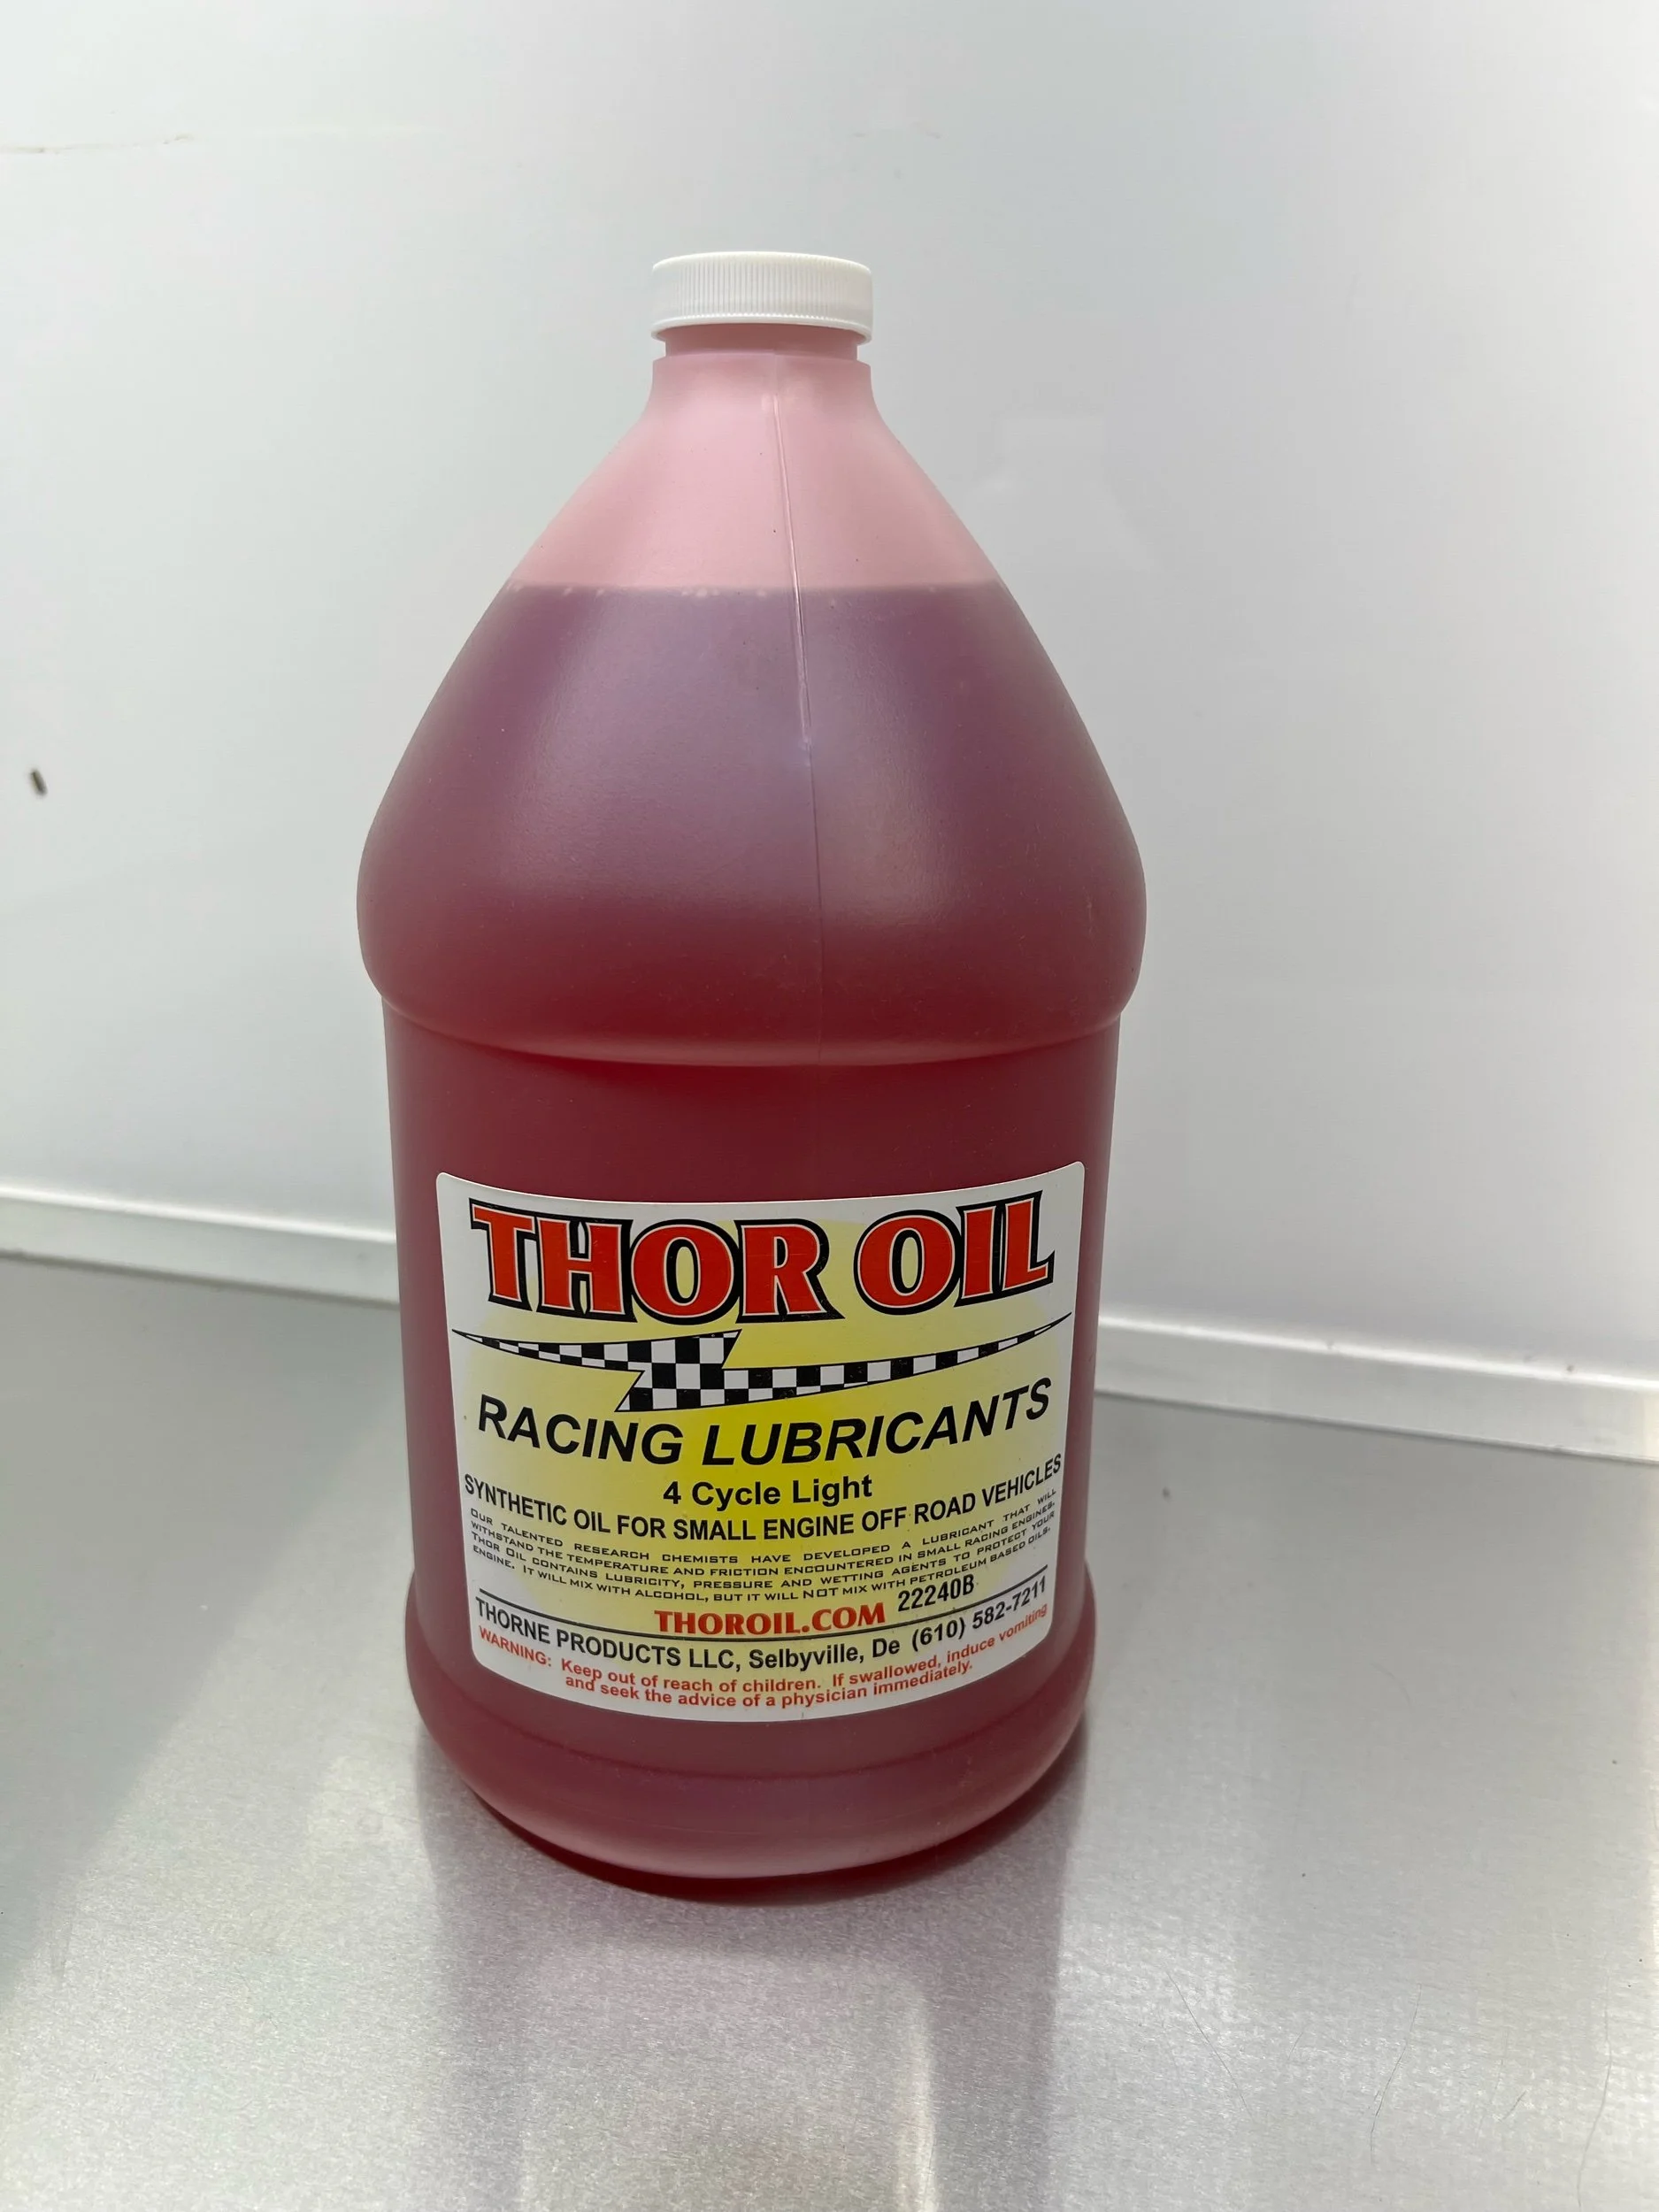 THOR OIL
RACING LUBRICANTS
4 Cycle Light
SYNTHETIC OIL FOR SMALL ENGINE OFF ROAD VEHICLES
OUR TALENTED RESEARCH CHEMISTS HAVE DEVELOPED A LUBRICANT THAT WILL
WITHSTAND THE TEMPERATURE AND FRICTION ENCOUNTERED IN SMALL RACING ENGINES.
THOR OIL CONTAINS LUBRICITY, PRESSURE AND WETTING AGENTS TO PROTECT YOUR
ENGINE. IT WILL MIX WITH ALCOHOL, BUT IT WILL NOT MIX WITH PETROLEUM BASED OILS.
THOROIL.COM 22240B
THORNE PRODUCTS LLC, Selbyville, De (610) 582-7211
WARNING: Keep out of reach of children. If swallowed, induce vomiting
and seek the advice of a physician immediately.